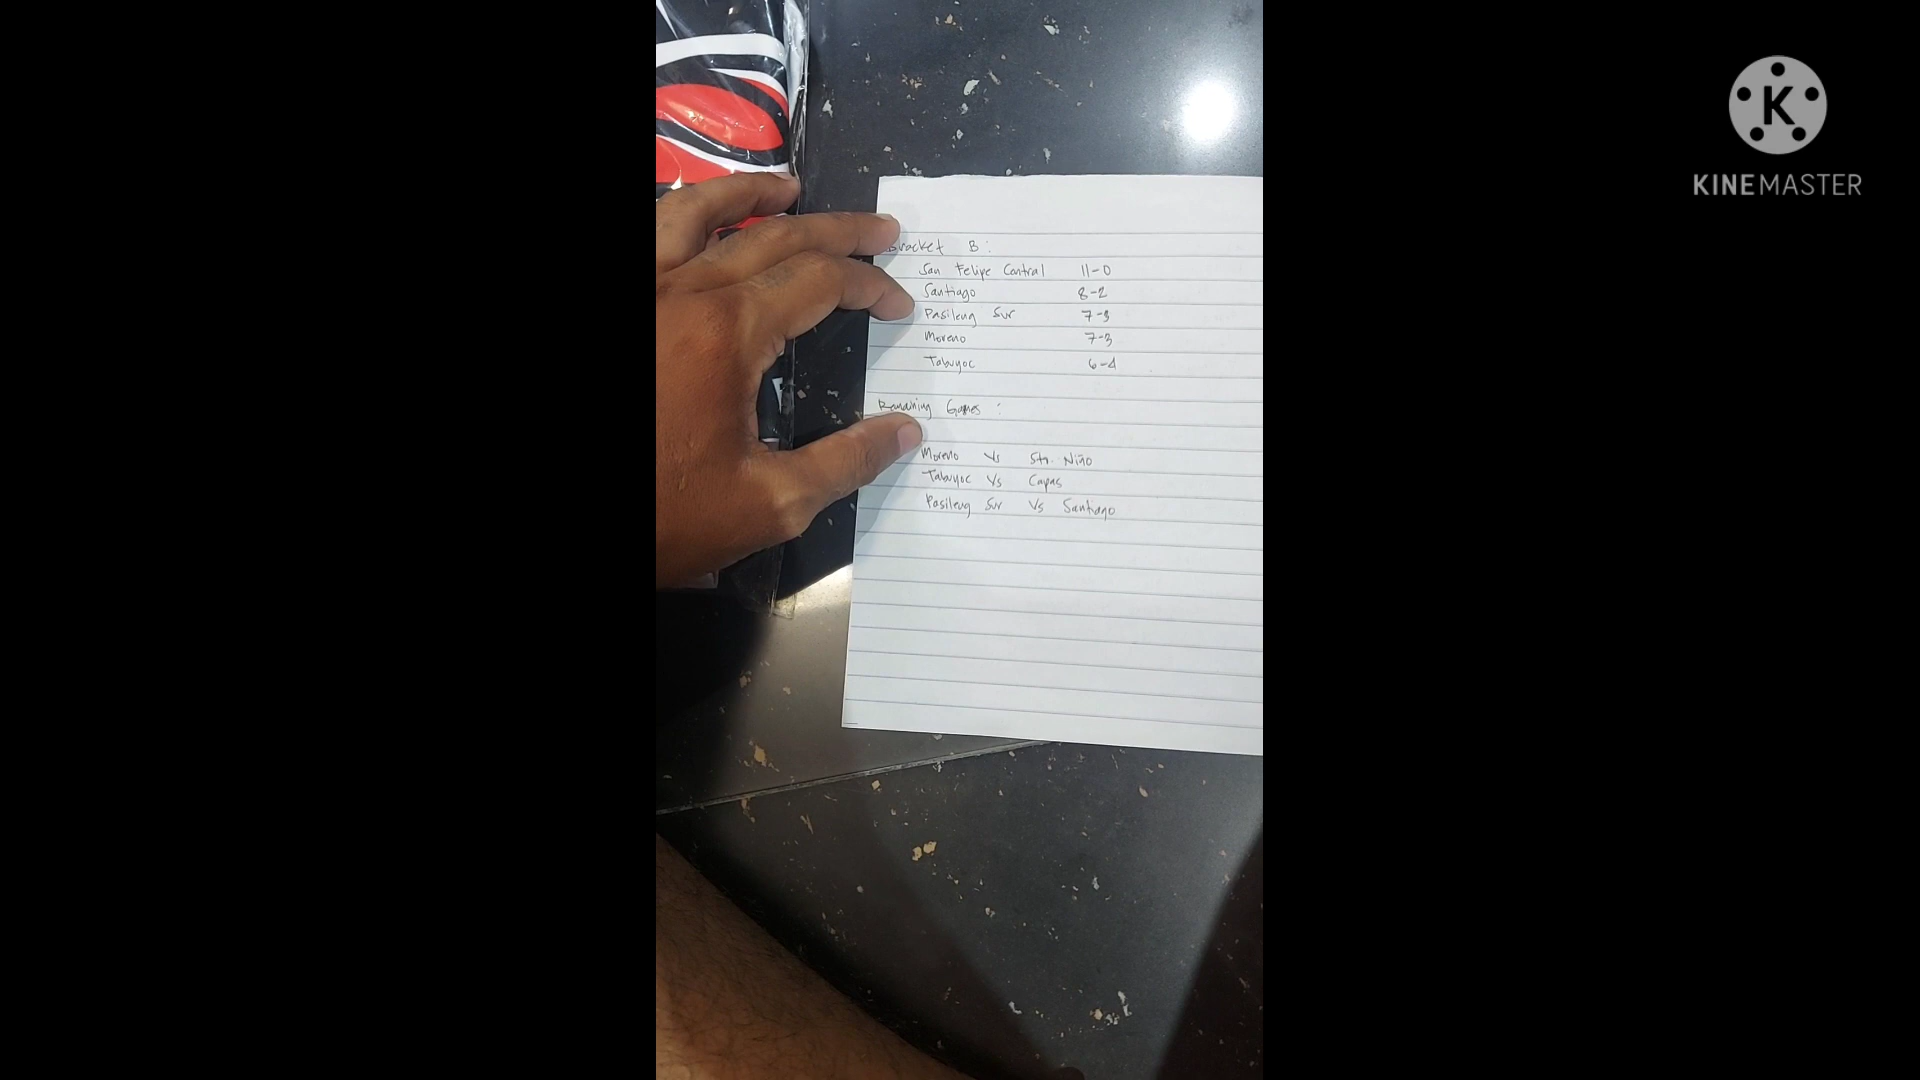 KINEMASTER
Bracket B:
San Felipe Central 11-0
Santiago 8-2
Pasileng Sur 7-3
Moreno 7-3
Tabuyoc 6-4
Remaining Games :
Moreno Vs Sto. Niño
Tabuyoc Vs Capas
Pasileng Sur Vs Santiago